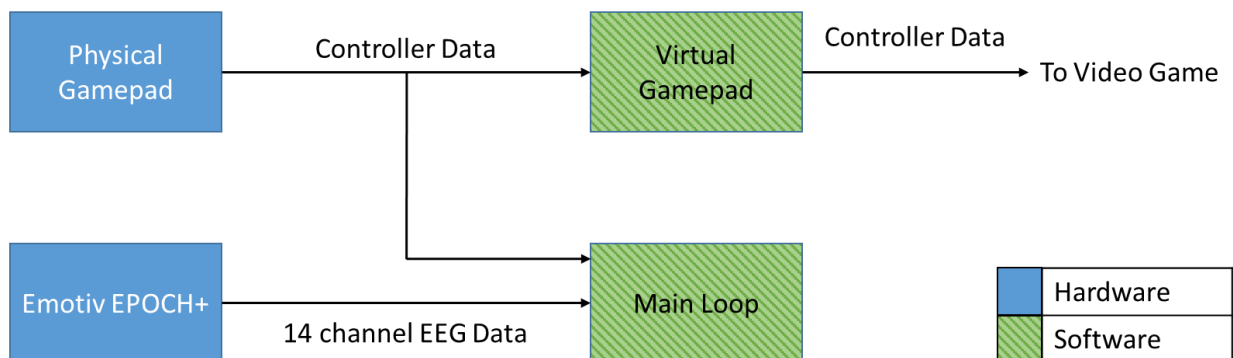 Physical
Gamepad
Controller Data
Virtual
Gamepad
Controller Data
To Video Game
Emotiv EPOCH+
14 channel EEG Data
Main Loop
Hardware
Software